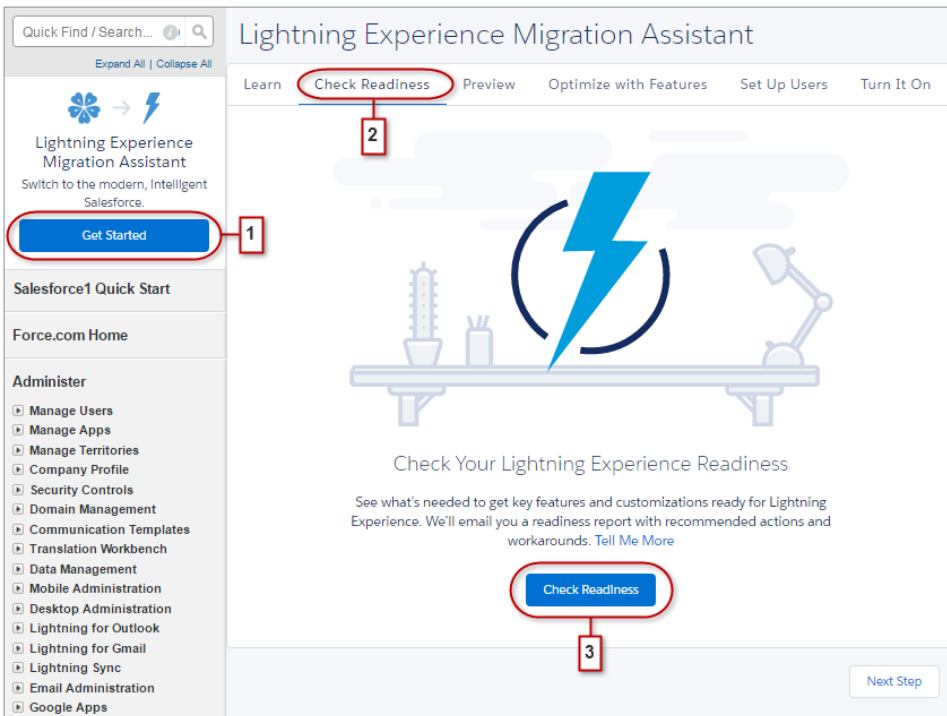 Quick Find / Search...
Expand All | Collapse All
Lightning Experience
Migration Assistant
Switch to the modern, Intelligent
Salesforce.
Get Started
1
Salesforce1 Quick Start
Force.com Home
Administer
Manage Users
Manage Apps
Manage Territories
Company Profile
Security Controls
Domain Management
Communication Templates
Translation Workbench
Data Management
Mobile Administration
Desktop Administration
Lightning for Outlook
Lightning for Gmail
Lightning Sync
Email Administration
Google Apps
Lightning Experience Migration Assistant
Learn Check Readiness Preview Optimize with Features Set Up Users Turn It On
2
Check Your Lightning Experience Readiness
See what's needed to get key features and customizations ready for Lightning
Experience. We'll email you a readiness report with recommended actions and
workarounds. Tell Me More
Check Readiness
3
Next Step